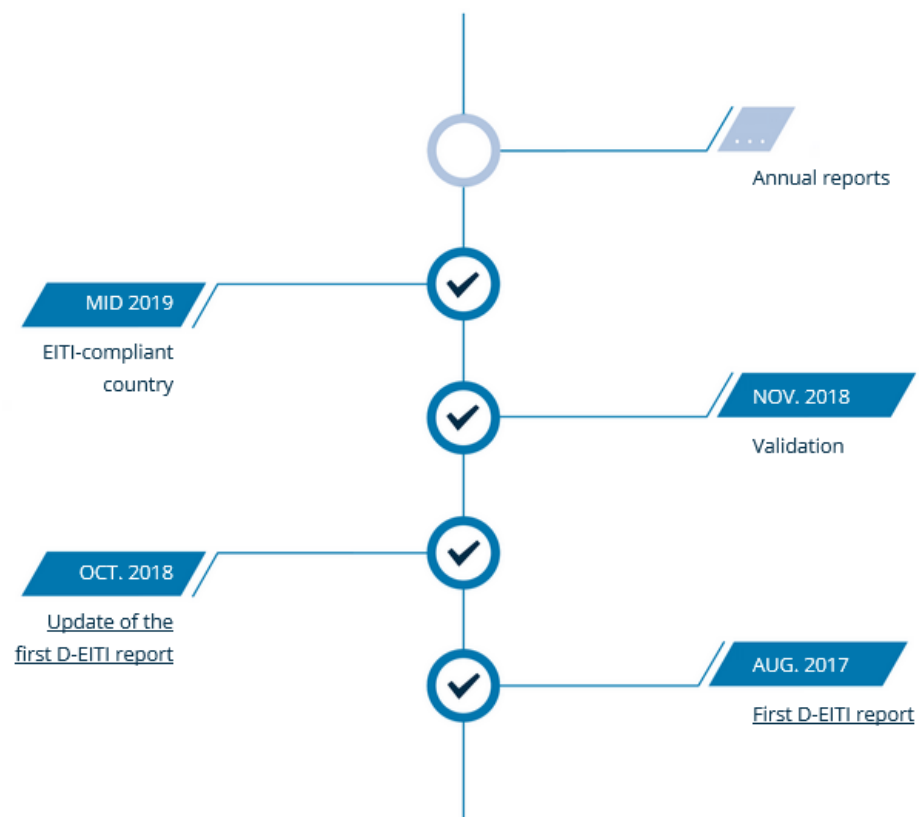 ...
Annual reports
MID 2019
EITI-compliant
country
NOV. 2018
Validation
OCT. 2018
Update of the
first D-EITI report
AUG. 2017
First D-EITI report